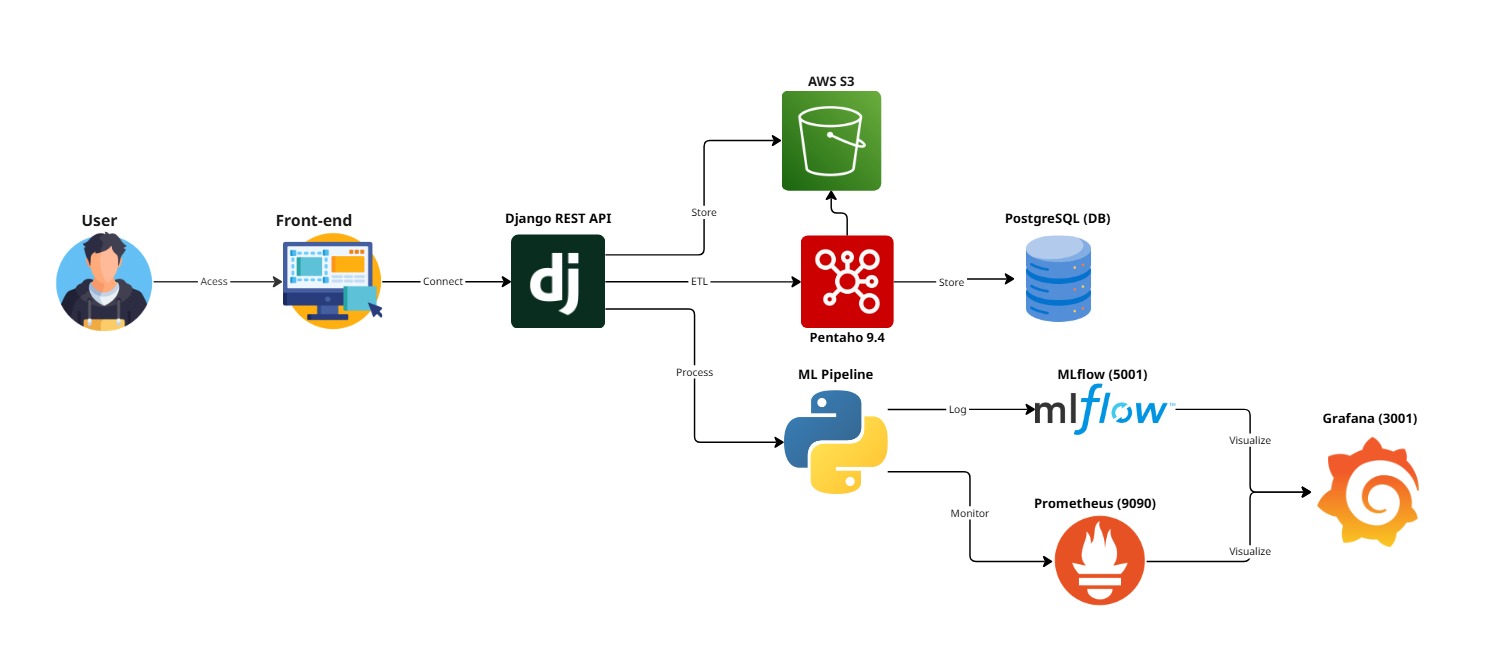 AWS S3
User
Acess
Front-end
Connect
Django REST API
dj
Store
ETL
Process
Pentaho 9.4
Store
PostgreSQL (DB)
ML Pipeline
Log
MLflow (5001)
mlflow™
Visualize
Monitor
Prometheus (9090)
Visualize
Grafana (3001)